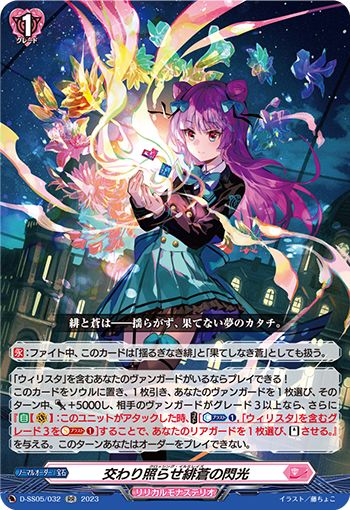 1
グレード
緋と蒼は──揺らがず、果てない夢のカタチ。
永：ファイト中、このカードは「揺るぎなき緋」と「果てしなき蒼」としても扱う。
「ウィリスタ」を含むあなたのヴァンガードがいるならプレイできる！
このカードをソウルに置き、1枚引き、あなたのヴァンガードを1枚選び、そ
のターン中、+5000し、相手のヴァンガードがグレード3以上なら、さらに
『自【V】：このユニットがアタックした時、【「ウィリスタ」を含むグ
レード3を】することで、あなたのリアガードを1枚選び、させ
る。』を与える。このターンあなたはオーダーをプレイできない。
ノーマルオーダー 宝石
D-SS05/032 RR 2023
交わり照らせ緋蒼の閃光
リリカルモナステリオ
イラスト／藤ちょこ